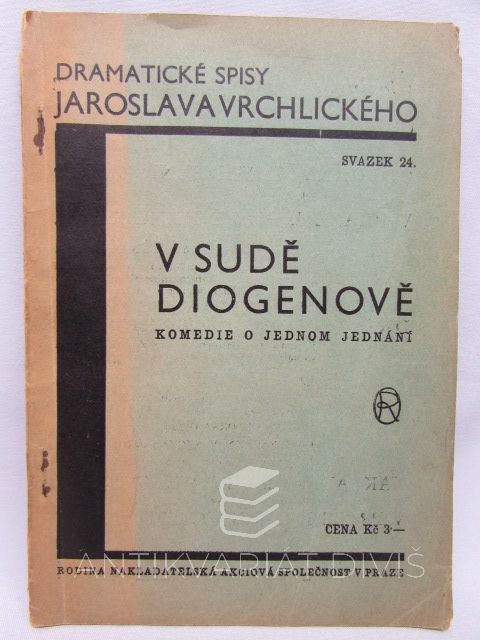 DRAMATICKÉ SPISY
JAROSLAVA VRCHLICKÉHO
SVAZEK 24.
V SUDĚ
DIOGENOVĚ
KOMEDIE O JEDNOM JEDNÁNÍ
CENA Kč 3·—
ANTIKVARIÁT DIVIŠ
RODINA NAKLADATELSKÁ AKCIOVÁ SPOLEČNOST V PRAZE